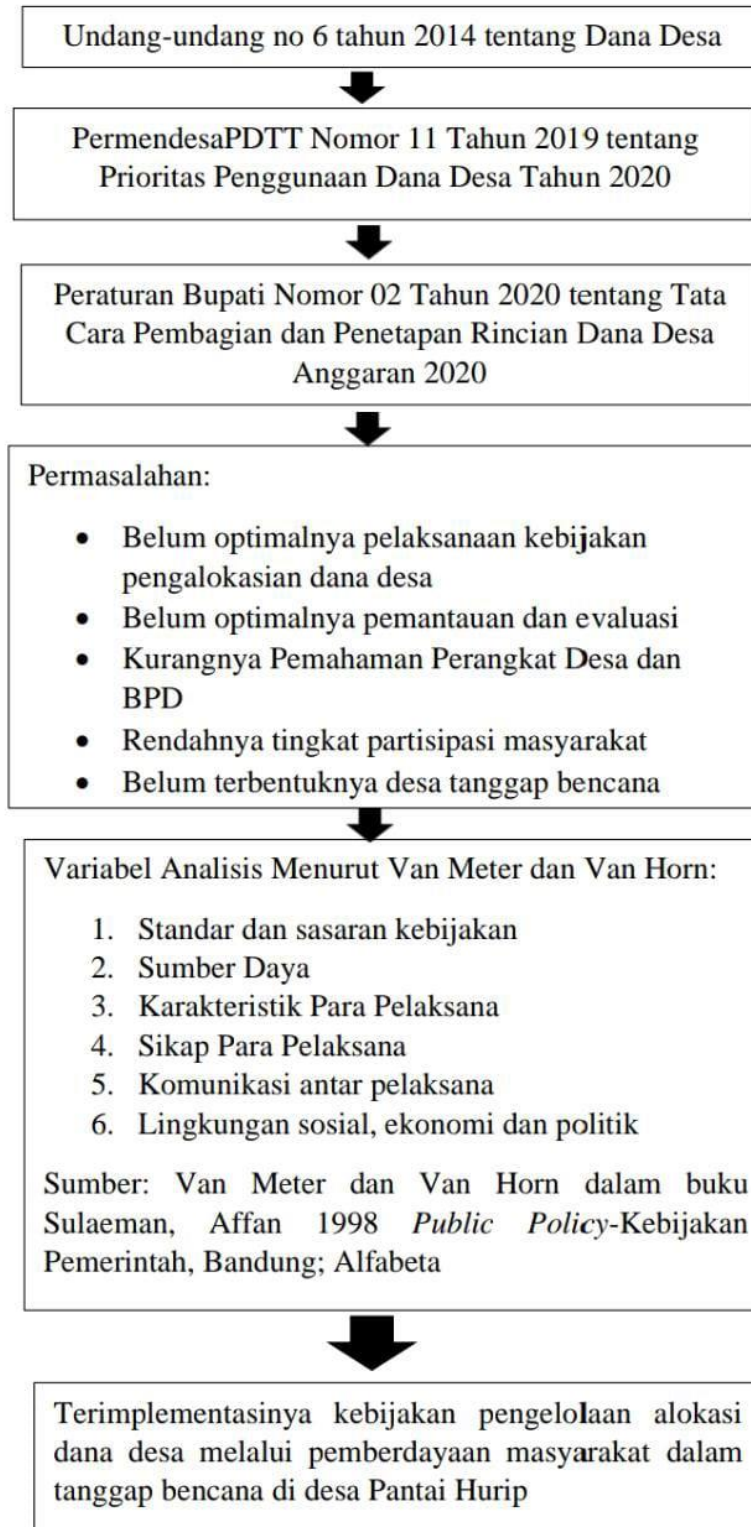 Undang-undang no 6 tahun 2014 tentang Dana Desa
PermendesaPDTT Nomor 11 Tahun 2019 tentang
Prioritas Penggunaan Dana Desa Tahun 2020
Peraturan Bupati Nomor 02 Tahun 2020 tentang Tata
Cara Pembagian dan Penetapan Rincian Dana Desa
Anggaran 2020
Permasalahan:
• Belum optimalnya pelaksanaan kebijakan
pengalokasian dana desa
• Belum optimalnya pemantauan dan evaluasi
• Kurangnya Pemahaman Perangkat Desa dan
BPD
• Rendahnya tingkat partisipasi masyarakat
• Belum terbentuknya desa tanggap bencana
Variabel Analisis Menurut Van Meter dan Van Horn:
1. Standar dan sasaran kebijakan
2. Sumber Daya
3. Karakteristik Para Pelaksana
4. Sikap Para Pelaksana
5. Komunikasi antar pelaksana
6. Lingkungan sosial, ekonomi dan politik
Sumber: Van Meter dan Van Horn dalam buku
Sulaeman, Affan 1998 Public Policy-Kebijakan
Pemerintah, Bandung; Alfabeta
Terimplementasinya kebijakan pengelolaan alokasi
dana desa melalui pemberdayaan masyarakat dalam
tanggap bencana di desa Pantai Hurip